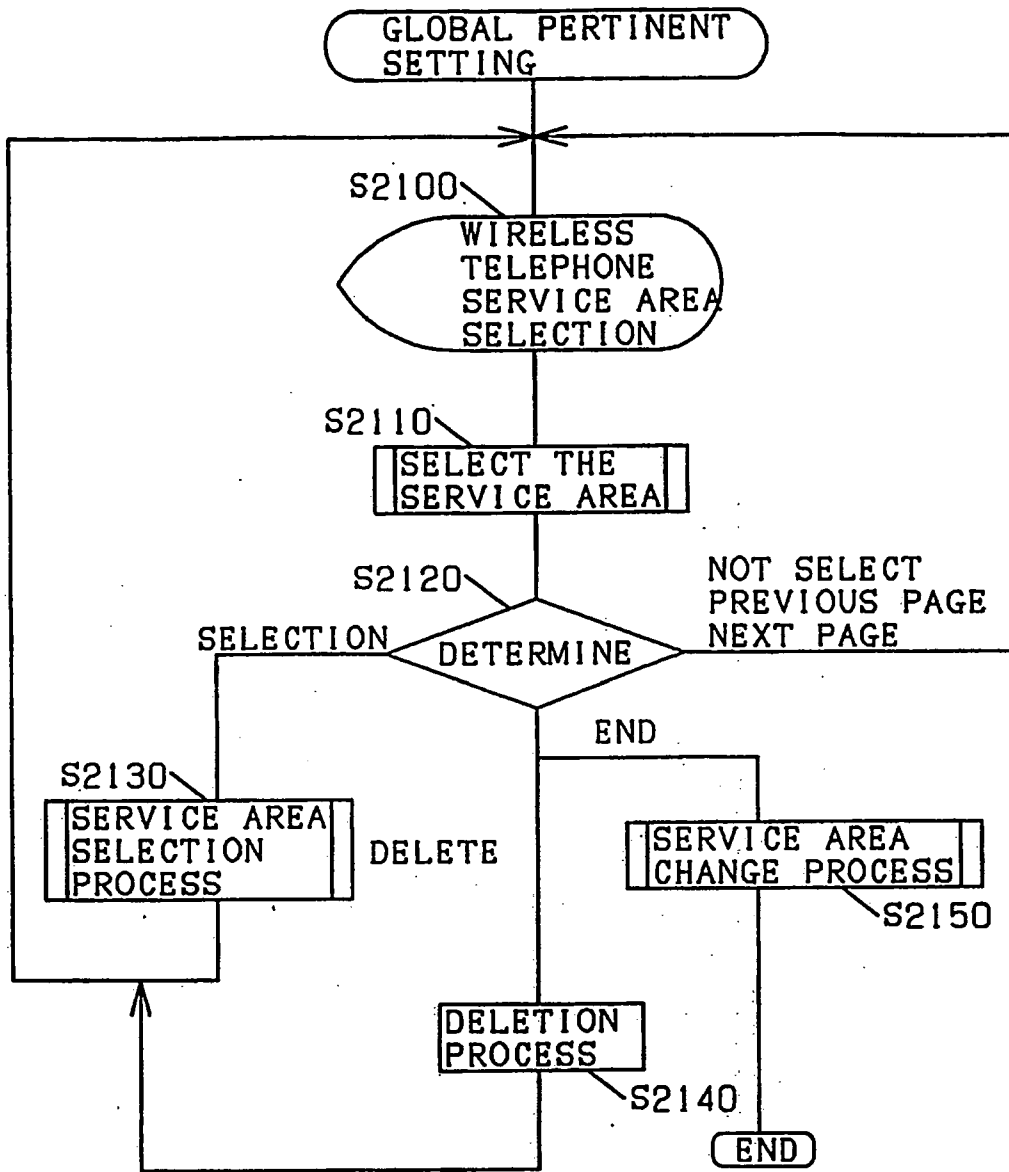 GLOBAL PERTINENT
SETTING
S2100
WIRELESS
TELEPHONE
SERVICE AREA
SELECTION
S2110
SELECT THE
SERVICE AREA
S2120
NOT SELECT
PREVIOUS PAGE
NEXT PAGE
SELECTION
DETERMINE
END
S2130
SERVICE AREA
SELECTION
PROCESS
DELETE
SERVICE AREA
CHANGE PROCESS
S2150
DELETION
PROCESS
S2140
END